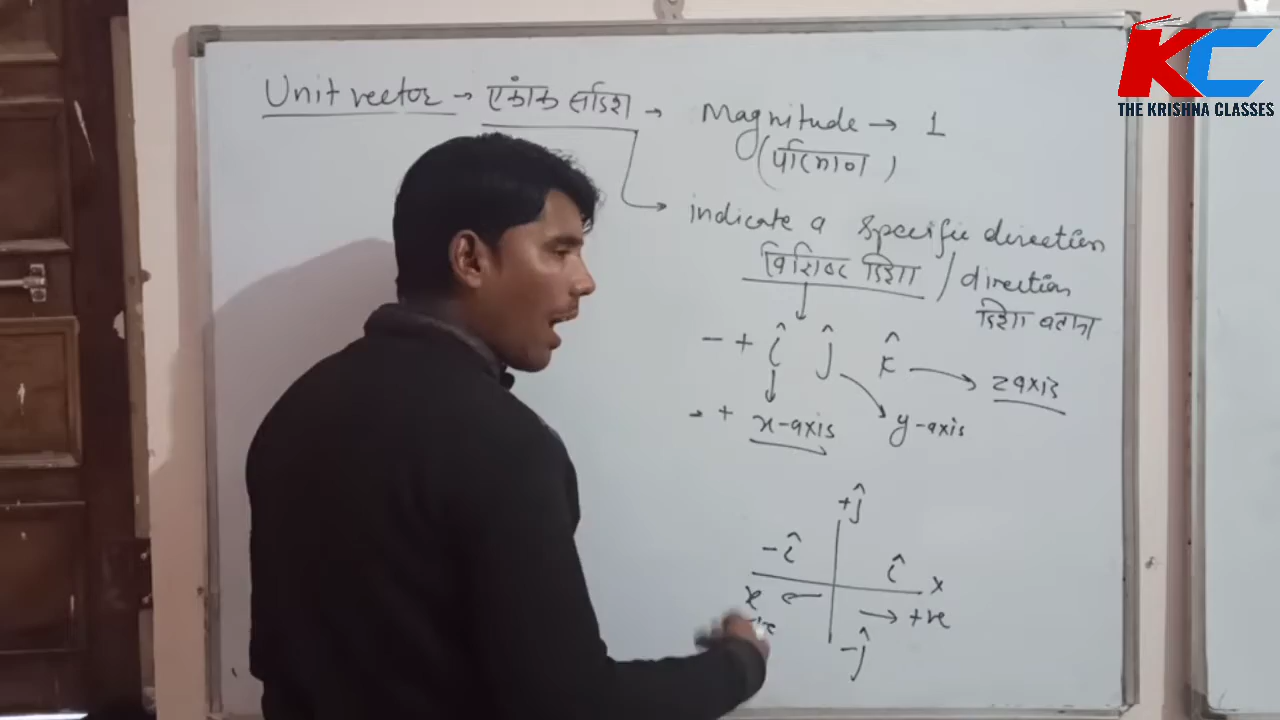 KC
THE KRISHNA CLASSES
Unit vector → एकांक सदिश → Magnitude → 1
(परिमाण)
indicate a specific direction
विशिष्ट दिशा / direction
दिशा बताना
- + î ĵ k̂ → z axis
→ + x-axis y-axis
+ĵ
-î î x
x → +ve
-ĵ